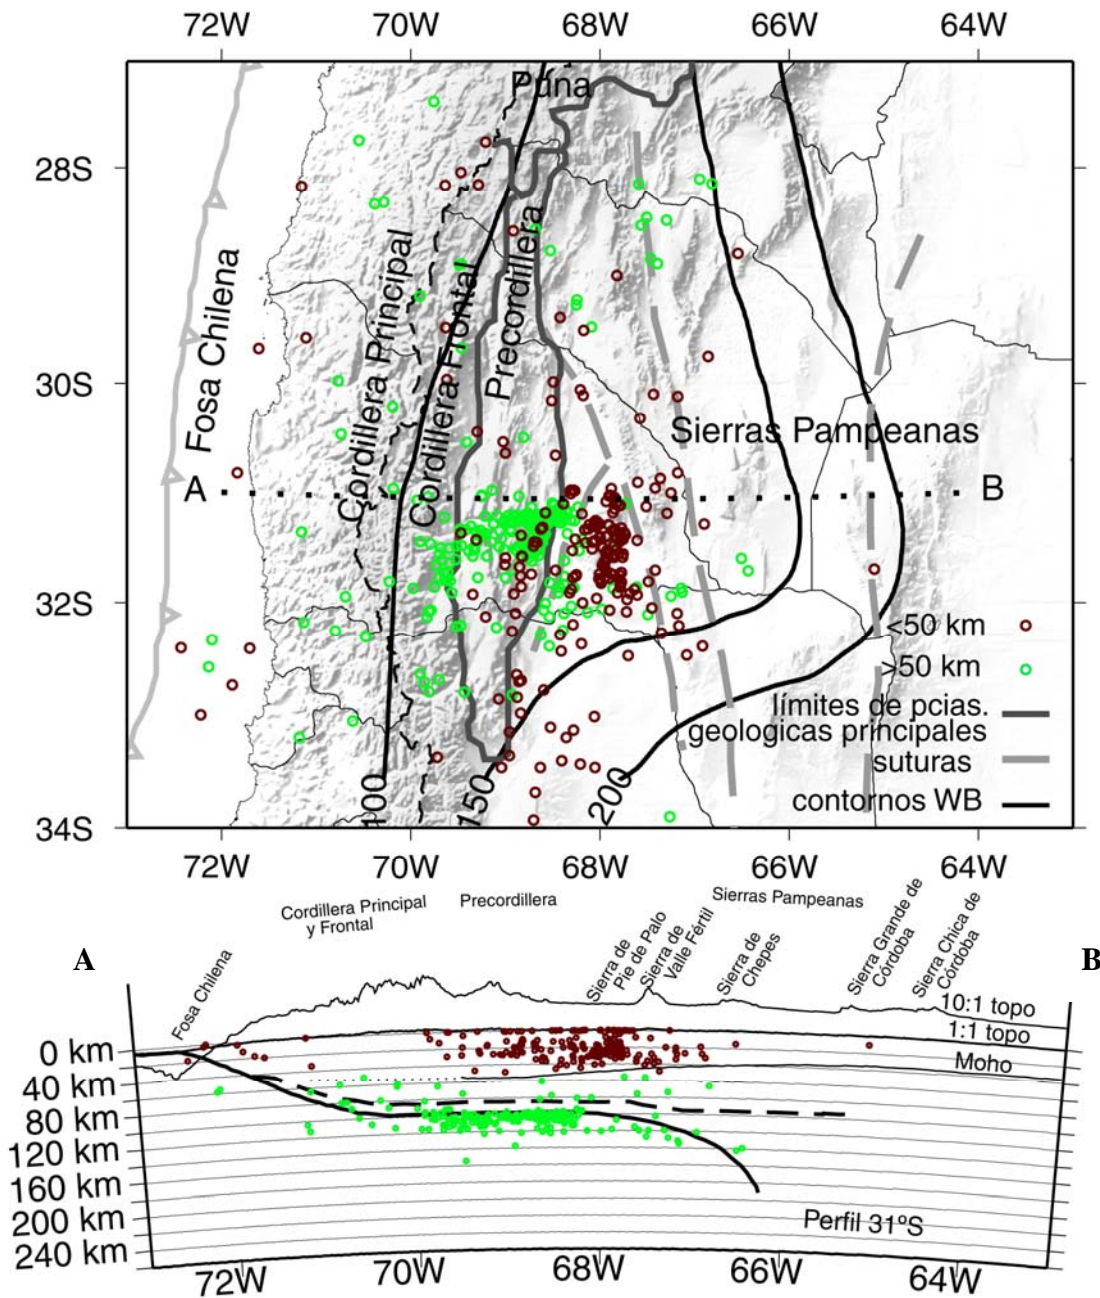 72W 70W 68W 66W 64W
Puna
28S
Fosa Chilena
Cordillera Principal
Cordillera Frontal
Precordillera
30S
Sierras Pampeanas
A
B
32S
<50 km
>50 km
límites de pcias.
geologicas principales
suturas
contornos WB
100
150
200
34S
72W 70W 68W 66W 64W
Cordillera Principal
y Frontal
Precordillera
Sierras Pampeanas
A
B
Fosa Chilena
Sierra de
Pie de Palo
Sierra de
Valle Fértil
Sierra de
Chepes
Sierra Grande de
Córdoba
Sierra Chica de
Córdoba
10:1 topo
1:1 topo
Moho
0 km
40 km
80 km
120 km
160 km
200 km
240 km
Perfil 31ºS
72W 70W 68W 66W 64W